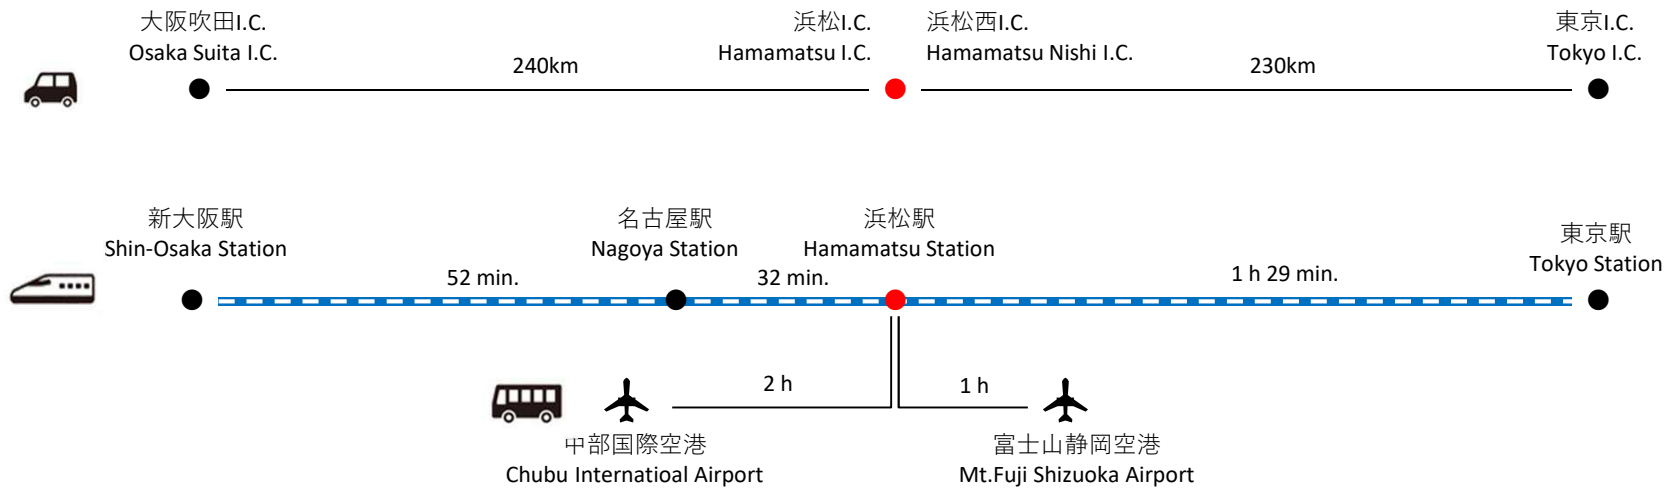 大阪吹田I.C.
Osaka Suita I.C.
浜松I.C.
Hamamatsu I.C.
浜松西I.C.
Hamamatsu Nishi I.C.
東京I.C.
Tokyo I.C.
240km
230km
新大阪駅
Shin-Osaka Station
名古屋駅
Nagoya Station
浜松駅
Hamamatsu Station
東京駅
Tokyo Station
52 min.
32 min.
1 h 29 min.
2 h
1 h
中部国際空港
Chubu Internatioal Airport
富士山静岡空港
Mt.Fuji Shizuoka Airport